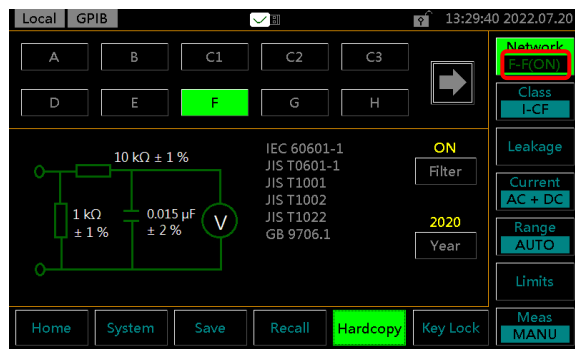 Local GPIB 13:29:40 2022.07.20
A B C1 C2 C3
D E F G H
10 kΩ ± 1 %
1 kΩ
± 1 %
0.015 µF
± 2 %
V
IEC 60601-1
JIS T0601-1
JIS T1001
JIS T1002
JIS T1022
GB 9706.1
ON
Filter
2020
Year
Network
F-F(ON)
Class
I-CF
Leakage
Current
AC + DC
Range
AUTO
Limits
Meas
MANU
Home System Save Recall Hardcopy Key Lock